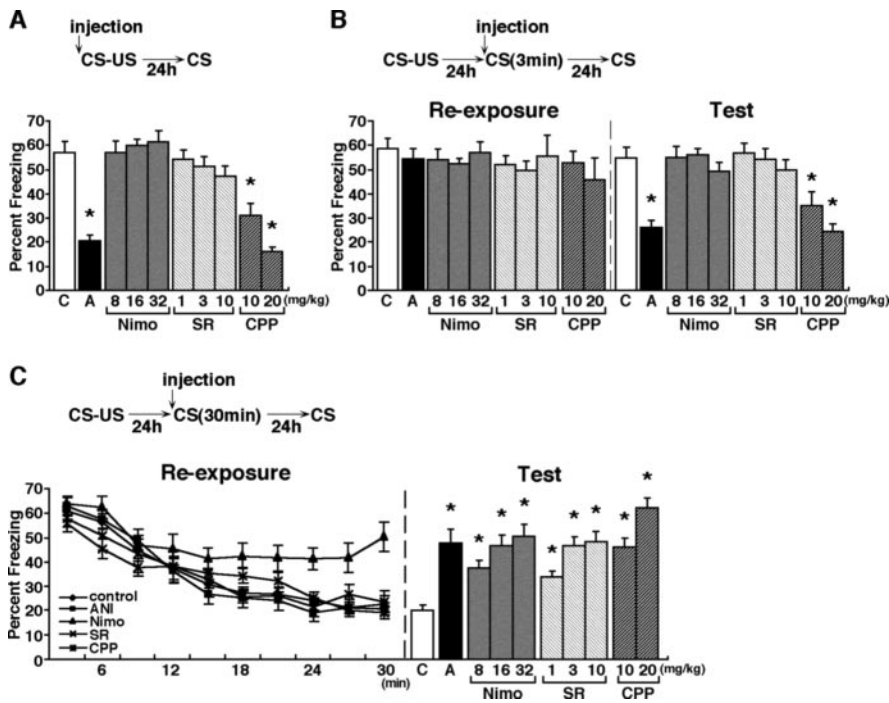 A
injection
CS-US 24h CS
Percent Freezing
70
60
50
40
30
20
10
0
* * *
C A 8 16 32 1 3 10 10 20 (mg/kg)
Nimo SR CPP
B
injection
CS-US 24h CS(3min) 24h CS
Re-exposure Test
Percent Freezing
70
60
50
40
30
20
10
0
* * *
C A 8 16 32 1 3 10 10 20 C A 8 16 32 1 3 10 10 20 (mg/kg)
Nimo SR CPP Nimo SR CPP
C
injection
CS-US 24h CS(30min) 24h CS
Re-exposure Test
Percent Freezing
70
60
50
40
30
20
10
0
control
ANI
Nimo
SR
CPP
6 12 18 24 30
(min)
* * * * * * * * *
C A 8 16 32 1 3 10 10 20 (mg/kg)
Nimo SR CPP